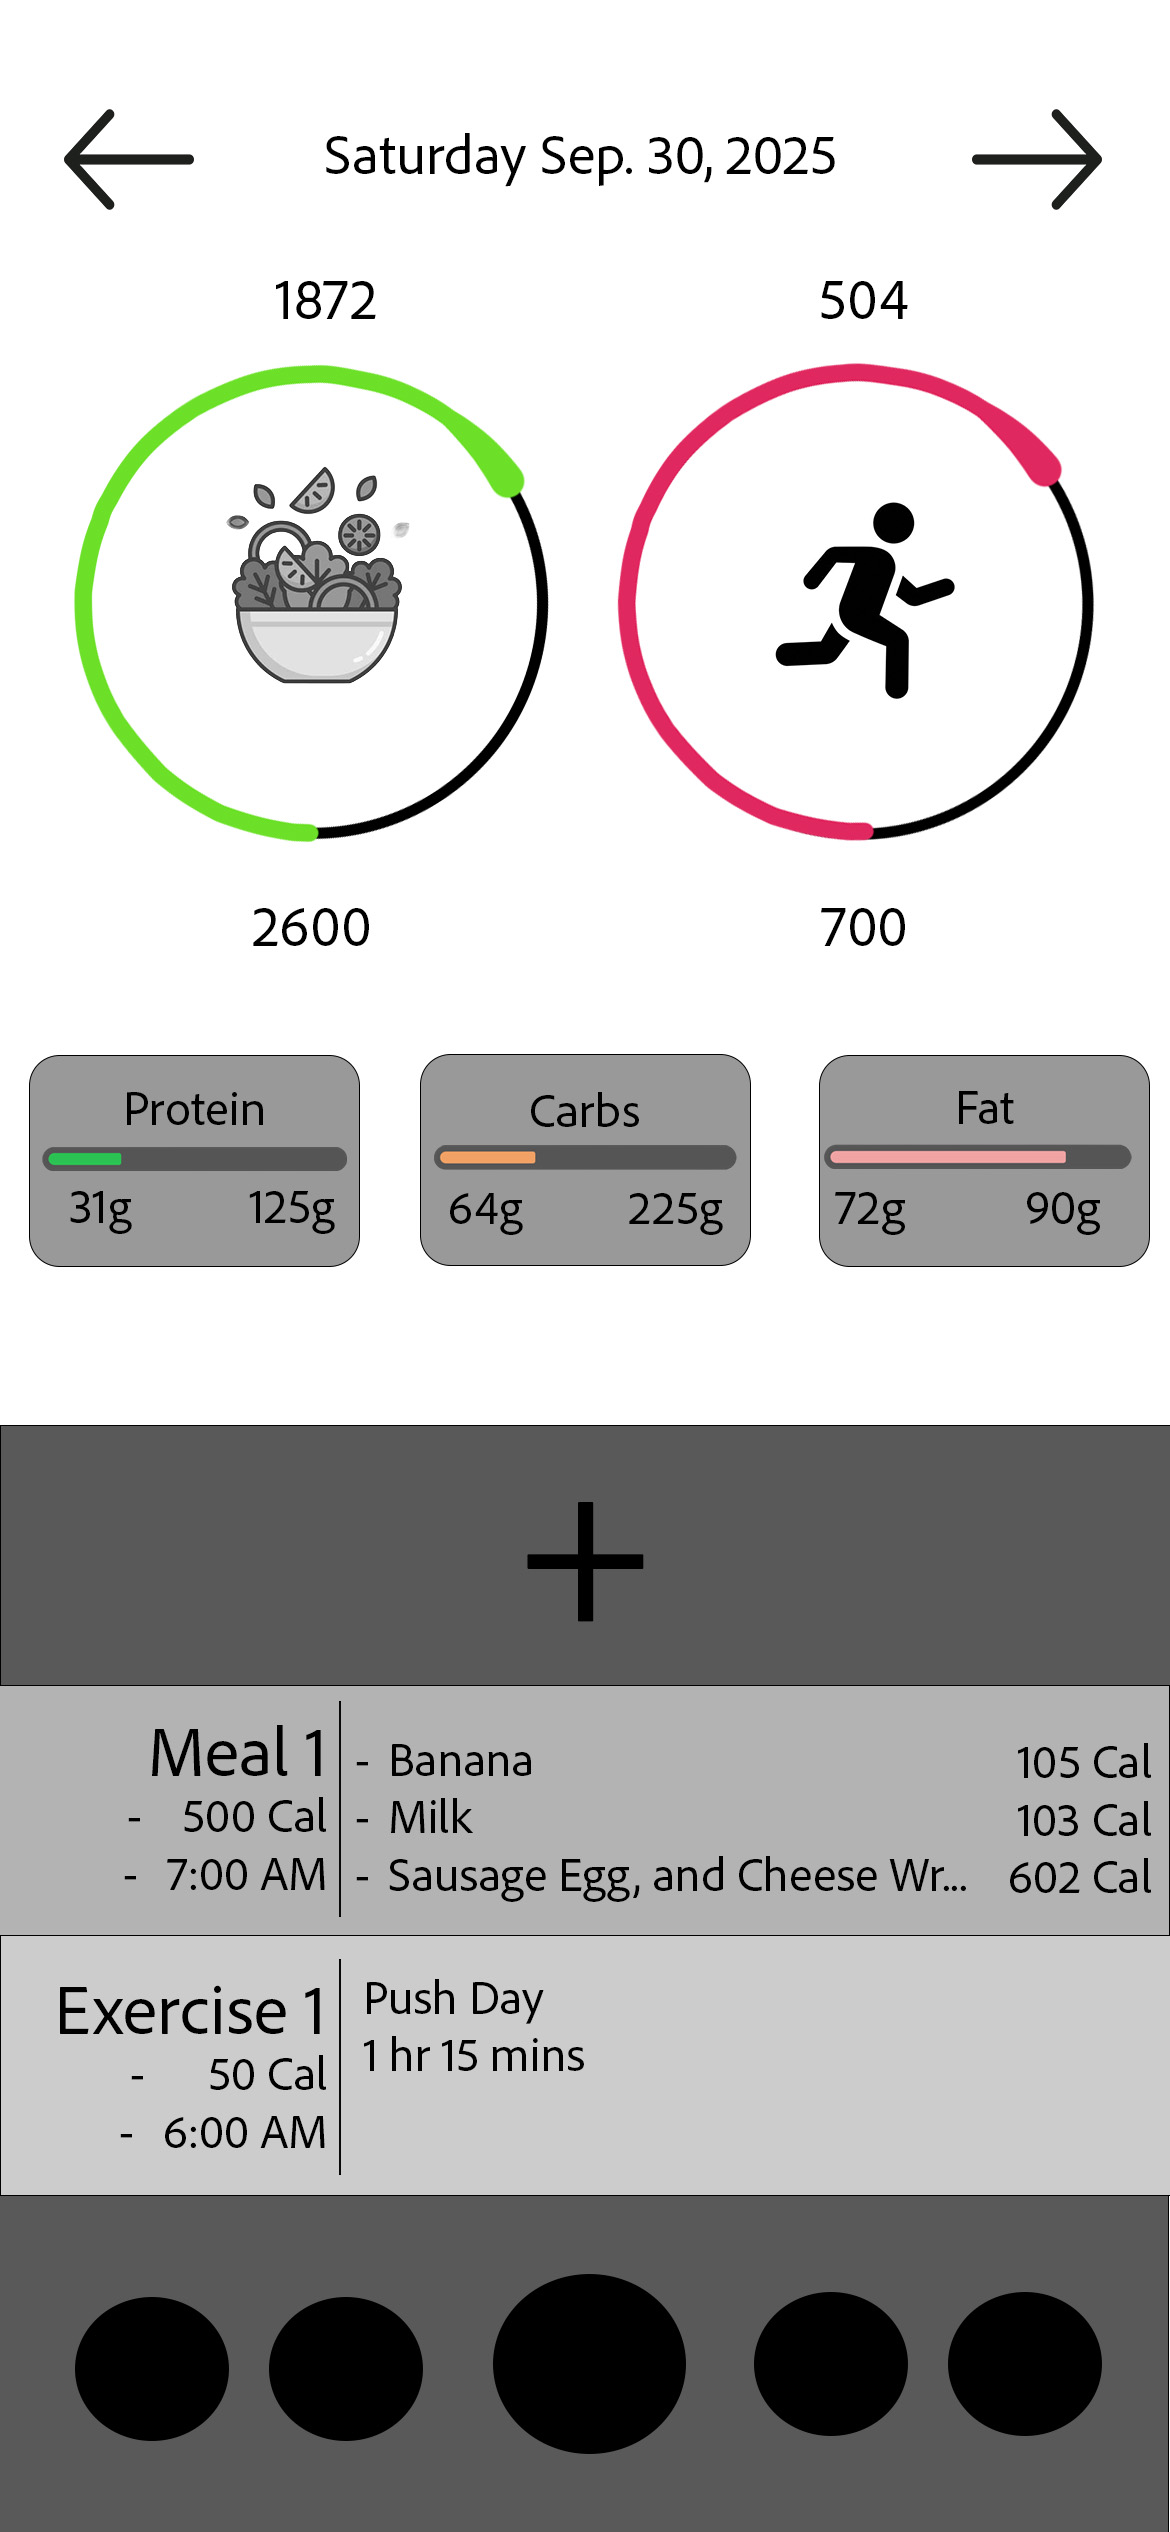 Saturday Sep. 30, 2025
1872
504
2600
700
Protein
31g 125g
Carbs
64g 225g
Fat
72g 90g
Meal 1
- 500 Cal
- 7:00 AM
- Banana 105 Cal
- Milk 103 Cal
- Sausage Egg, and Cheese Wr... 602 Cal
Exercise 1
- 50 Cal
- 6:00 AM
Push Day
1 hr 15 mins